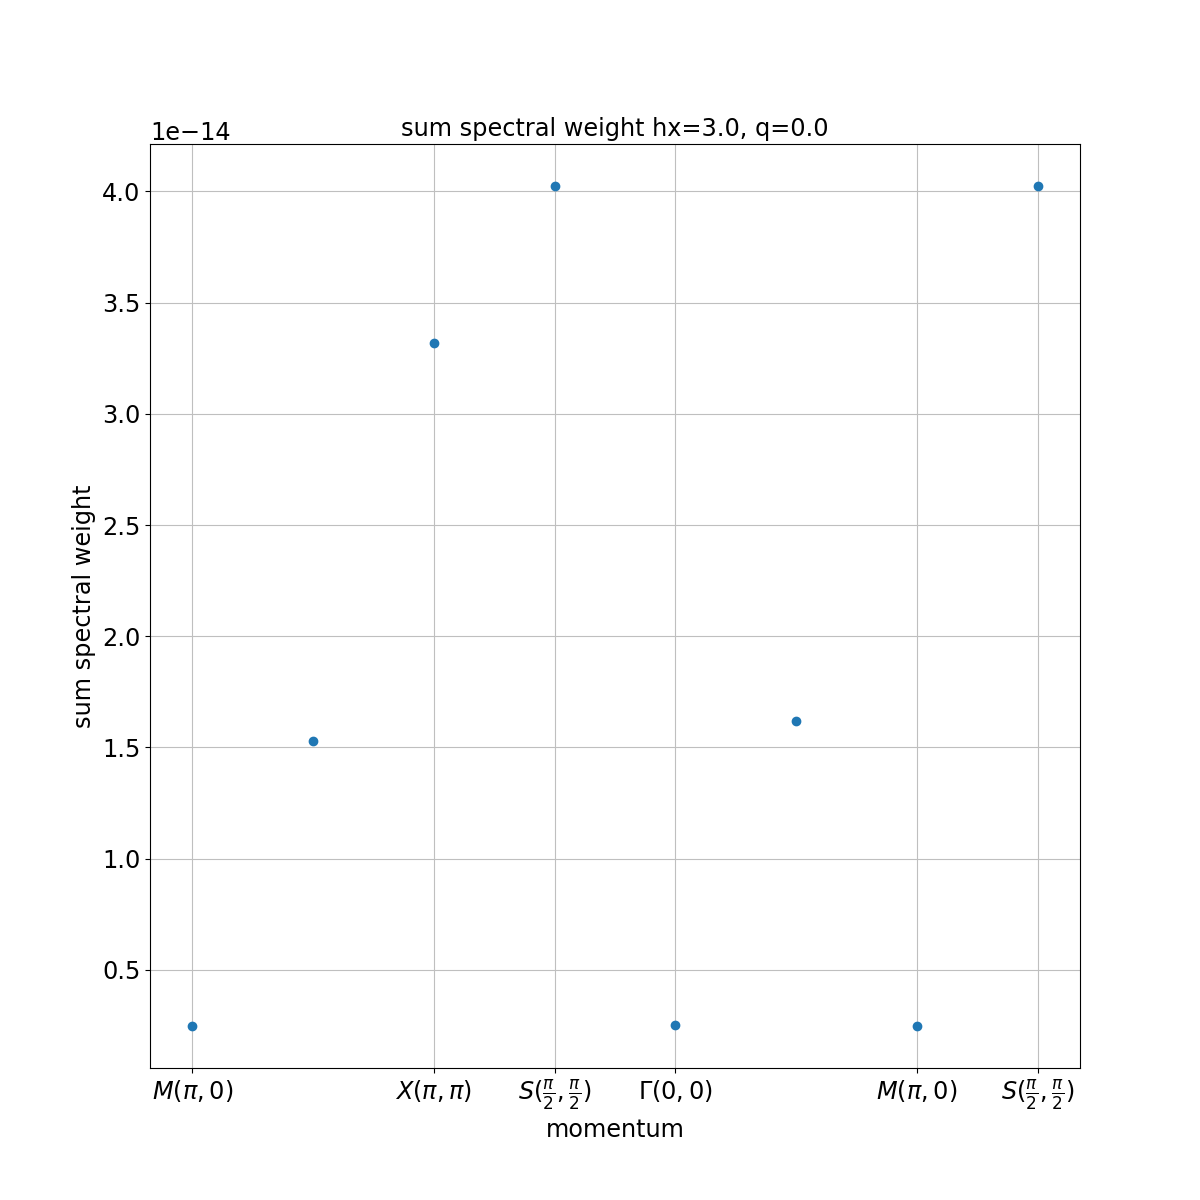 sum spectral weight hx=3.0, q=0.0
1e−14
4.0
3.5
3.0
2.5
2.0
1.5
1.0
0.5
sum spectral weight
M(π, 0) X(π, π) S(π/2, π/2) Γ(0, 0) M(π, 0) S(π/2, π/2)
momentum